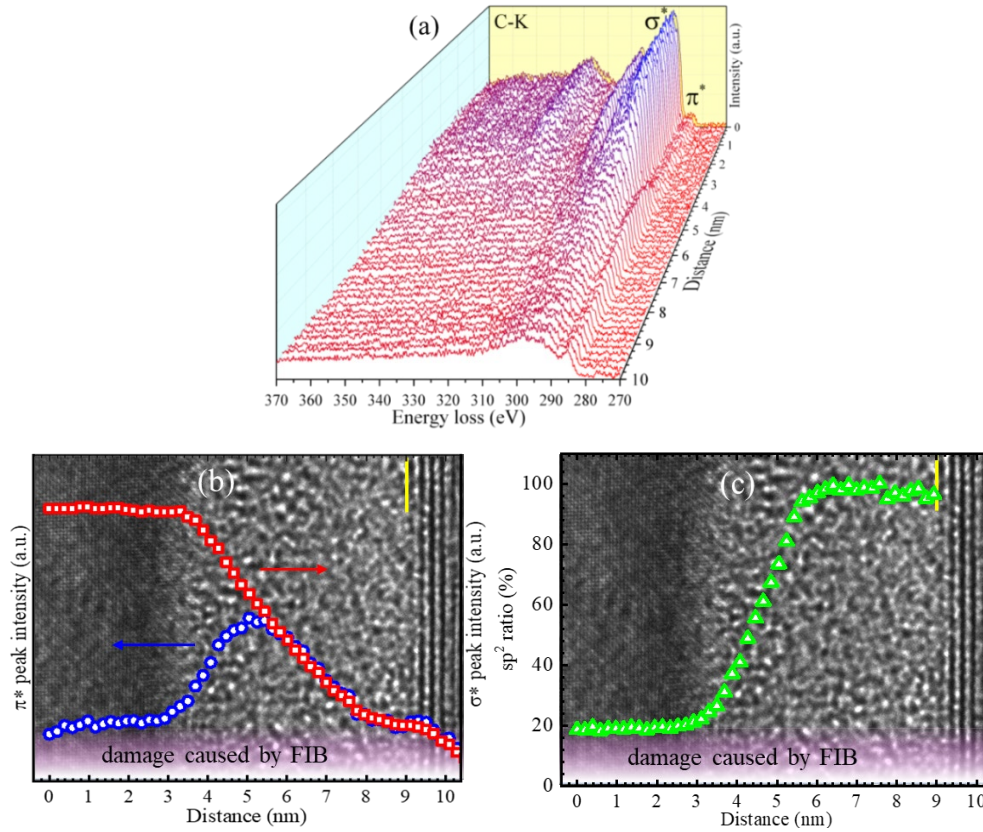 (a)
C-K
σ*
π*
Intensity (a.u.)
0
1
2
3
4
5
6
7
8
9
10
Distance (nm)
370 360 350 340 330 320 310 300 290 280 270
Energy loss (eV)
(b)
π* peak intensity (a.u.)
σ* peak intensity (a.u.)
damage caused by FIB
0 1 2 3 4 5 6 7 8 9 10
Distance (nm)
(c)
sp² ratio (%)
100
80
60
40
20
0
damage caused by FIB
0 1 2 3 4 5 6 7 8 9 10
Distance (nm)